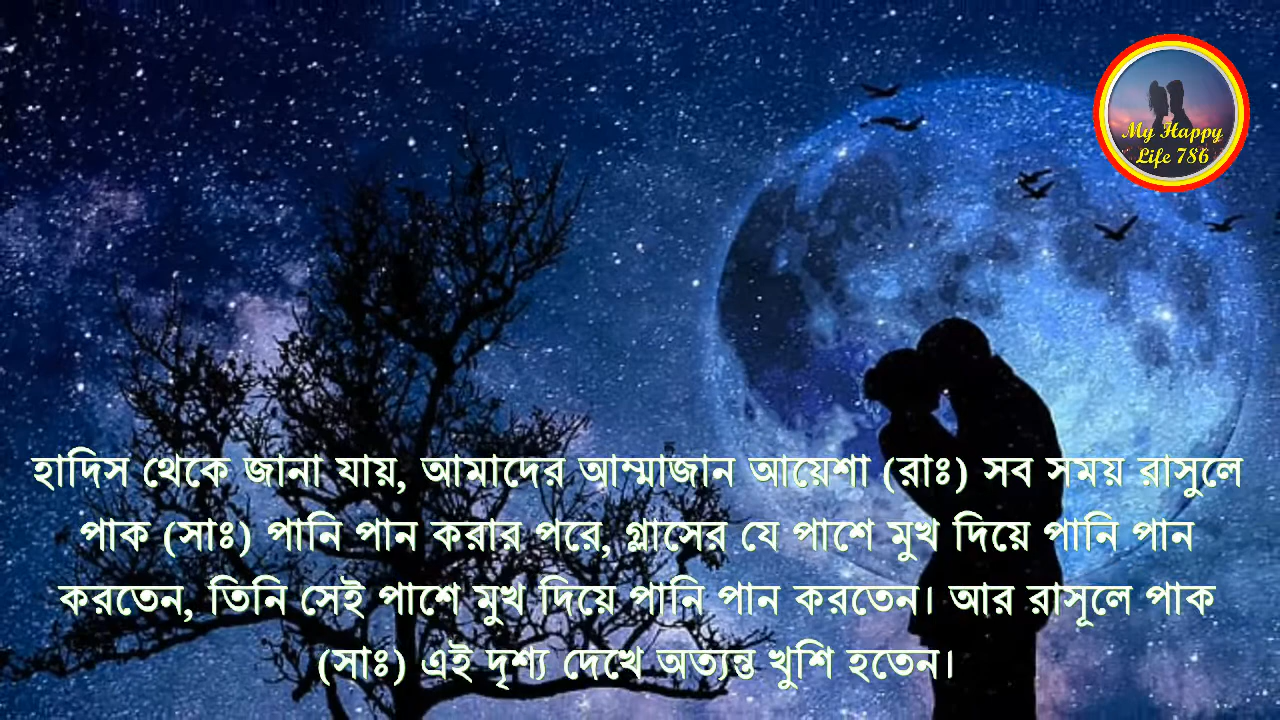 My Happy
Life 786
হাদিস থেকে জানা যায়, আমাদের আম্মাজান আয়েশা (রাঃ) সব সময় রাসুলে
পাক (সাঃ) পানি পান করার পরে, গ্লাসের যে পাশে মুখ দিয়ে পানি পান
করতেন, তিনি সেই পাশে মুখ দিয়ে পানি পান করতেন। আর রাসূলে পাক
(সাঃ) এই দৃশ্য দেখে অত্যন্ত খুশি হতেন।